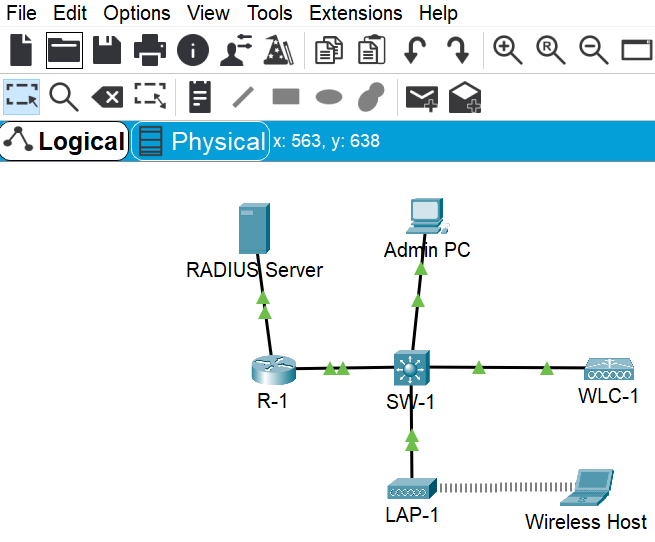 File Edit Options View Tools Extensions Help
Logical Physical x: 563, y: 638
RADIUS Server
Admin PC
R-1
SW-1
WLC-1
LAP-1
Wireless Host